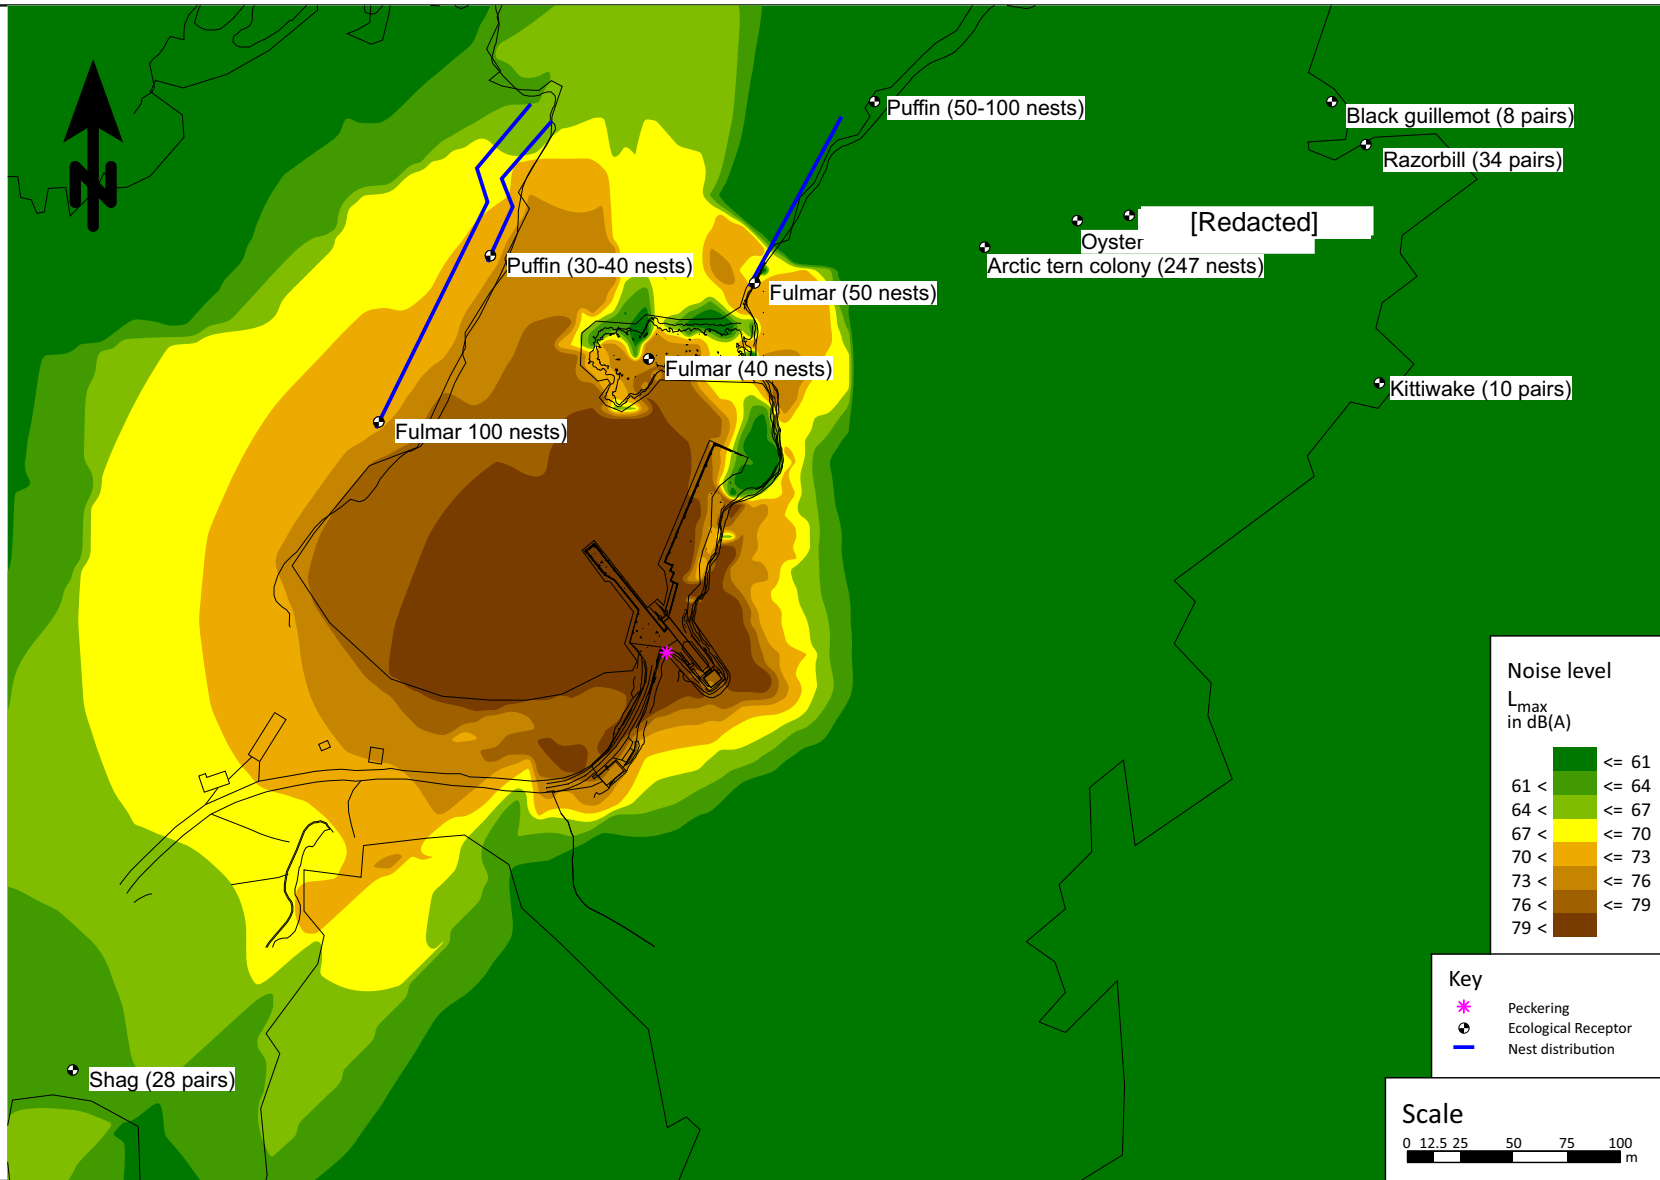 N
Puffin (50-100 nests)
Black guillemot (8 pairs)
Razorbill (34 pairs)
[Redacted]
Oyster
Arctic tern colony (247 nests)
Puffin (30-40 nests)
Fulmar (50 nests)
Fulmar (40 nests)
Kittiwake (10 pairs)
Fulmar 100 nests)
Shag (28 pairs)
Noise level
Lmax
in dB(A)
<= 61
61 < <= 64
64 < <= 67
67 < <= 70
70 < <= 73
73 < <= 76
76 < <= 79
79 <
Key
Peckering
Ecological Receptor
Nest distribution
Scale
0 12.5 25 50 75 100
m